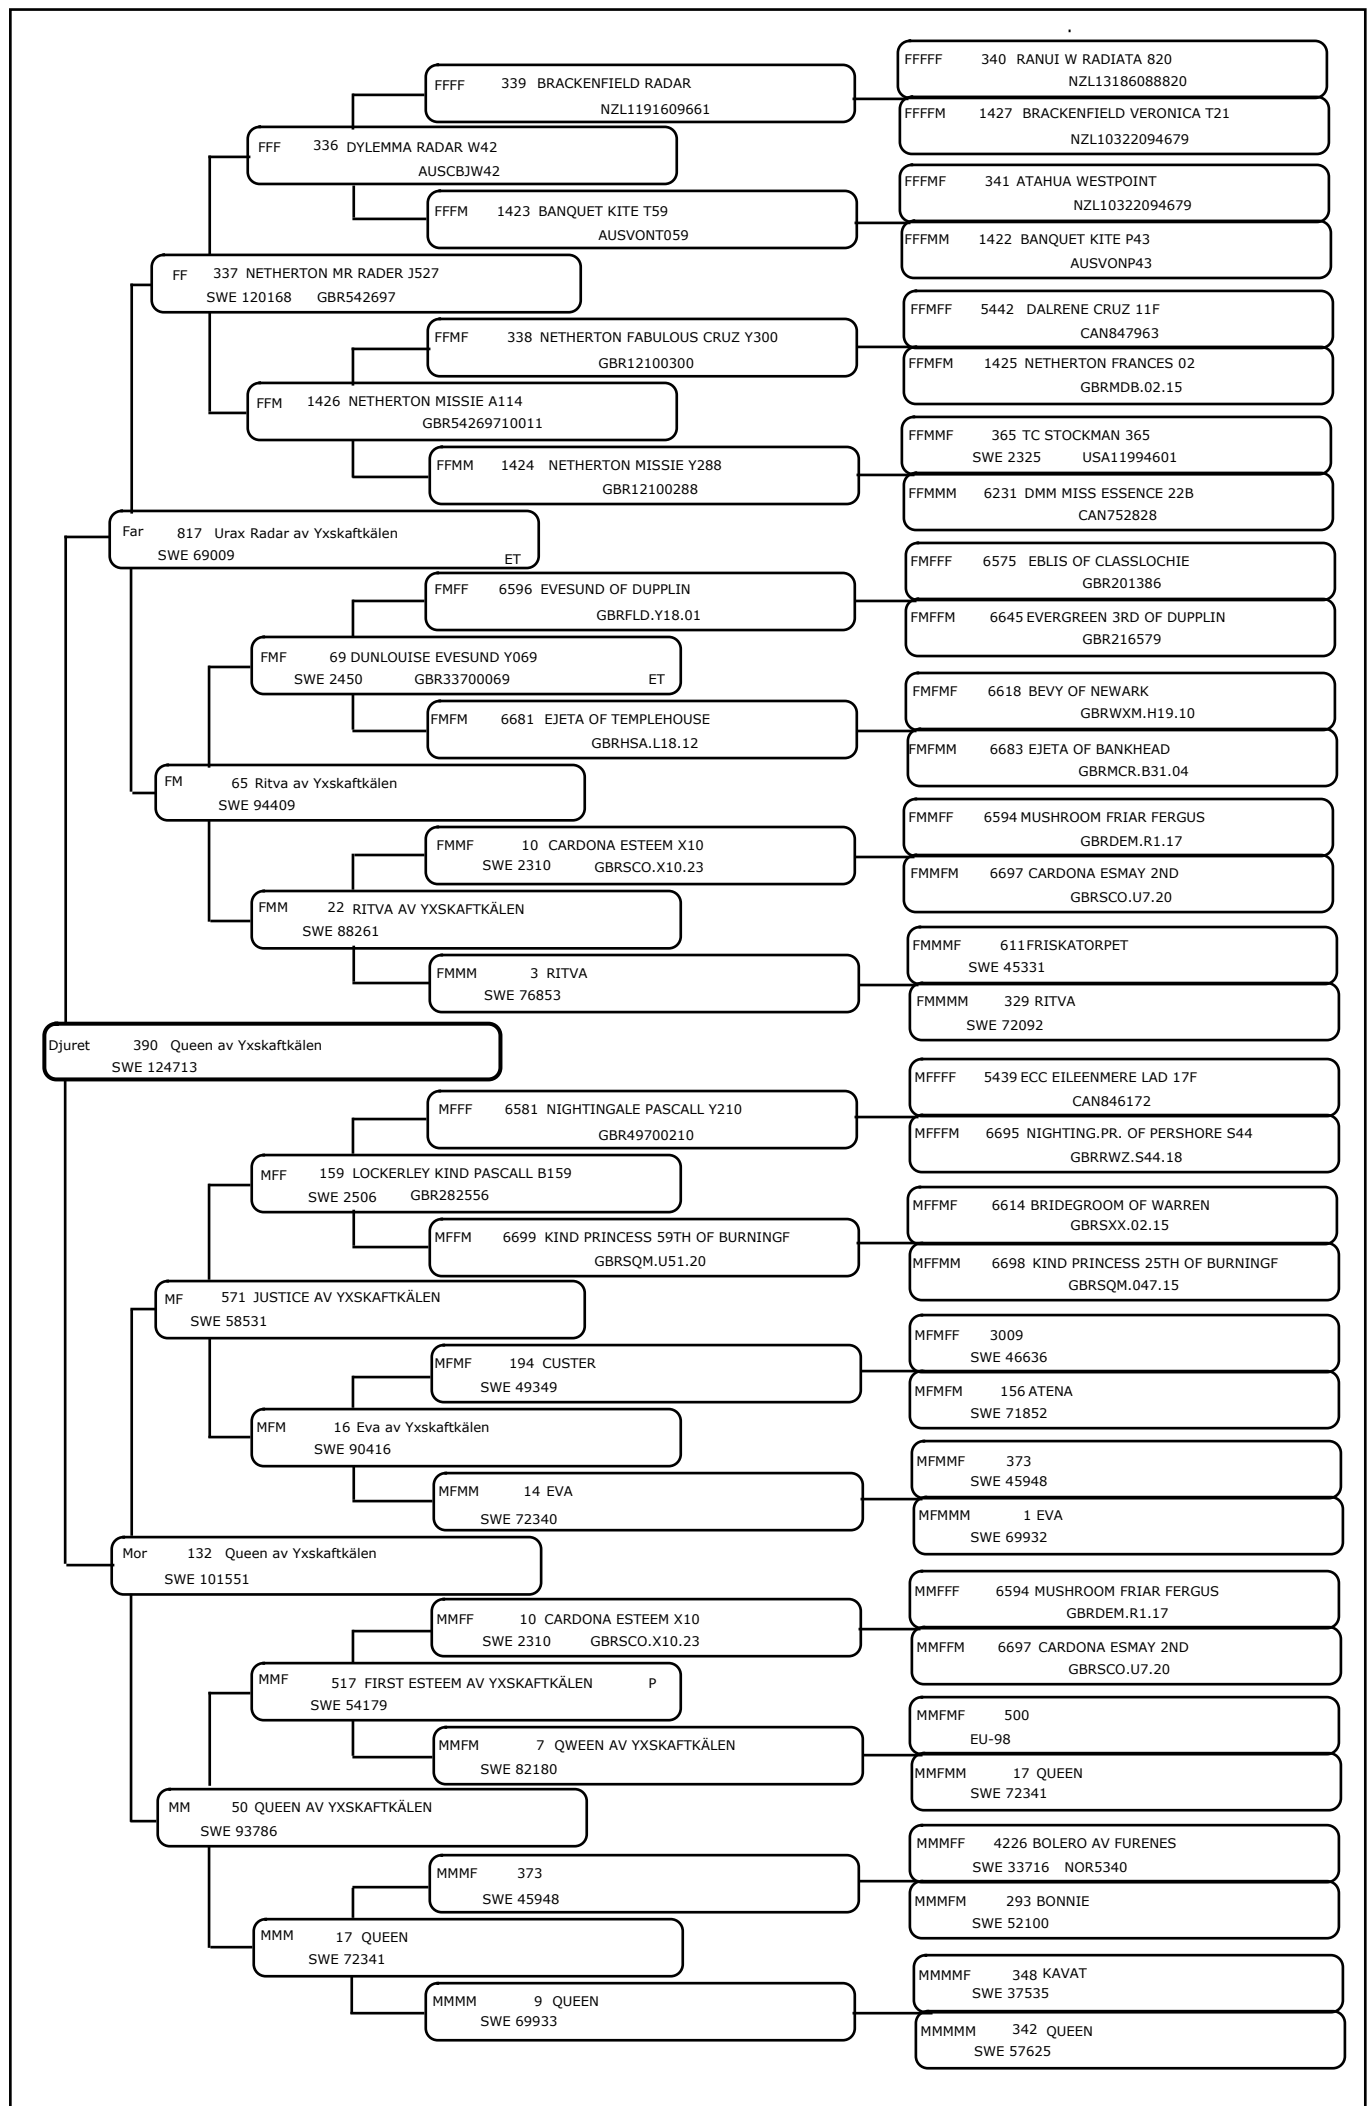 FFFFF 340 RANUI W RADIATA 820
NZL13186088820
FFFF 339 BRACKENFIELD RADAR
NZL1191609661
FFFFM 1427 BRACKENFIELD VERONICA T21
NZL10322094679
FFF 336 DYLEMMA RADAR W42
AUSCBJW42
FFFMF 341 ATAHUA WESTPOINT
NZL10322094679
FFFM 1423 BANQUET KITE T59
AUSVONT059
FFFMM 1422 BANQUET KITE P43
AUSVONP43
FF 337 NETHERTON MR RADER J527
SWE 120168 GBR542697
FFMFF 5442 DALRENE CRUZ 11F
CAN847963
FFMF 338 NETHERTON FABULOUS CRUZ Y300
GBR12100300
FFMFM 1425 NETHERTON FRANCES 02
GBRMDB.02.15
FFM 1426 NETHERTON MISSIE A114
GBR54269710011
FFMMF 365 TC STOCKMAN 365
SWE 2325 USA11994601
FFMM 1424 NETHERTON MISSIE Y288
GBR12100288
FFMMM 6231 DMM MISS ESSENCE 22B
CAN752828
Far 817 Urax Radar av Yxskaftkälen
SWE 69009 ET
FMFFF 6575 EBLIS OF CLASSLOCHIE
GBR201386
FMFF 6596 EVESUND OF DUPPLIN
GBRFLD.Y18.01
FMFFM 6645 EVERGREEN 3RD OF DUPPLIN
GBR216579
FMF 69 DUNLOUISE EVESUND Y069
SWE 2450 GBR33700069 ET
FMFMF 6618 BEVY OF NEWARK
GBRWXM.H19.10
FMFM 6681 EJETA OF TEMPLEHOUSE
GBRHSA.L18.12
FMFMM 6683 EJETA OF BANKHEAD
GBRMCR.B31.04
FM 65 Ritva av Yxskaftkälen
SWE 94409
FMMFF 6594 MUSHROOM FRIAR FERGUS
GBRDEM.R1.17
FMMF 10 CARDONA ESTEEM X10
SWE 2310 GBRSCO.X10.23
FMMFM 6697 CARDONA ESMAY 2ND
GBRSCO.U7.20
FMM 22 RITVA AV YXSKAFTKÄLEN
SWE 88261
FMMMF 611 FRISKATORPET
SWE 45331
FMMM 3 RITVA
SWE 76853
FMMMM 329 RITVA
SWE 72092
Djuret 390 Queen av Yxskaftkälen
SWE 124713
MFFFF 5439 ECC EILEENMERE LAD 17F
CAN846172
MFFF 6581 NIGHTINGALE PASCALL Y210
GBR49700210
MFFFM 6695 NIGHTING.PR. OF PERSHORE S44
GBRRWZ.S44.18
MFF 159 LOCKERLEY KIND PASCALL B159
SWE 2506 GBR282556
MFFMF 6614 BRIDEGROOM OF WARREN
GBRSXX.02.15
MFFM 6699 KIND PRINCESS 59TH OF BURNINGF
GBRSQM.U51.20
MFFMM 6698 KIND PRINCESS 25TH OF BURNINGF
GBRSQM.047.15
MF 571 JUSTICE AV YXSKAFTKÄLEN
SWE 58531
MFMFF 3009
SWE 46636
MFMF 194 CUSTER
SWE 49349
MFMFM 156 ATENA
SWE 71852
MFM 16 Eva av Yxskaftkälen
SWE 90416
MFMMF 373
SWE 45948
MFMM 14 EVA
SWE 72340
MFMMM 1 EVA
SWE 69932
Mor 132 Queen av Yxskaftkälen
SWE 101551
MMFFF 6594 MUSHROOM FRIAR FERGUS
GBRDEM.R1.17
MMFF 10 CARDONA ESTEEM X10
SWE 2310 GBRSCO.X10.23
MMFFM 6697 CARDONA ESMAY 2ND
GBRSCO.U7.20
MMF 517 FIRST ESTEEM AV YXSKAFTKÄLEN P
SWE 54179
MMFMF 500
EU-98
MMFM 7 QWEEN AV YXSKAFTKÄLEN
SWE 82180
MMFMM 17 QUEEN
SWE 72341
MM 50 QUEEN AV YXSKAFTKÄLEN
SWE 93786
MMMFF 4226 BOLERO AV FURENES
SWE 33716 NOR5340
MMMF 373
SWE 45948
MMMFM 293 BONNIE
SWE 52100
MMM 17 QUEEN
SWE 72341
MMMMF 348 KAVAT
SWE 37535
MMMM 9 QUEEN
SWE 69933
MMMMM 342 QUEEN
SWE 57625